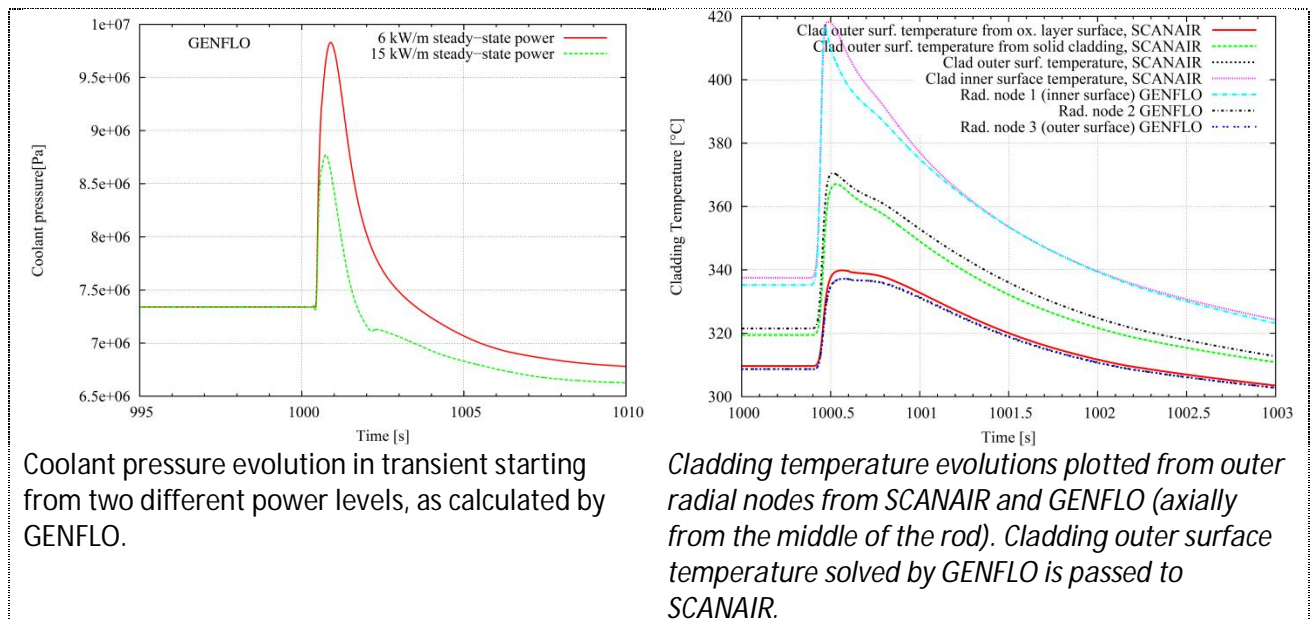 1e+07
9.5e+06
9e+06
8.5e+06
8e+06
7.5e+06
7e+06
6.5e+06
995
1000
1005
1010
Coolant pressure[Pa]
Time [s]
GENFLO
6 kW/m steady-state power
15 kW/m steady-state power
Coolant pressure evolution in transient starting
from two different power levels, as calculated by
GENFLO.
420
400
380
360
340
320
300
1000
1000.5
1001
1001.5
1002
1002.5
1003
Cladding Temperature [°C]
Time [s]
Clad outer surf. temperature from ox. layer surface, SCANAIR
Clad outer surf. temperature from solid cladding, SCANAIR
Clad outer surf. temperature, SCANAIR
Clad inner surface temperature, SCANAIR
Rad. node 1 (inner surface) GENFLO
Rad. node 2 GENFLO
Rad. node 3 (outer surface) GENFLO
Cladding temperature evolutions plotted from outer
radial nodes from SCANAIR and GENFLO (axially
from the middle of the rod). Cladding outer surface
temperature solved by GENFLO is passed to
SCANAIR.